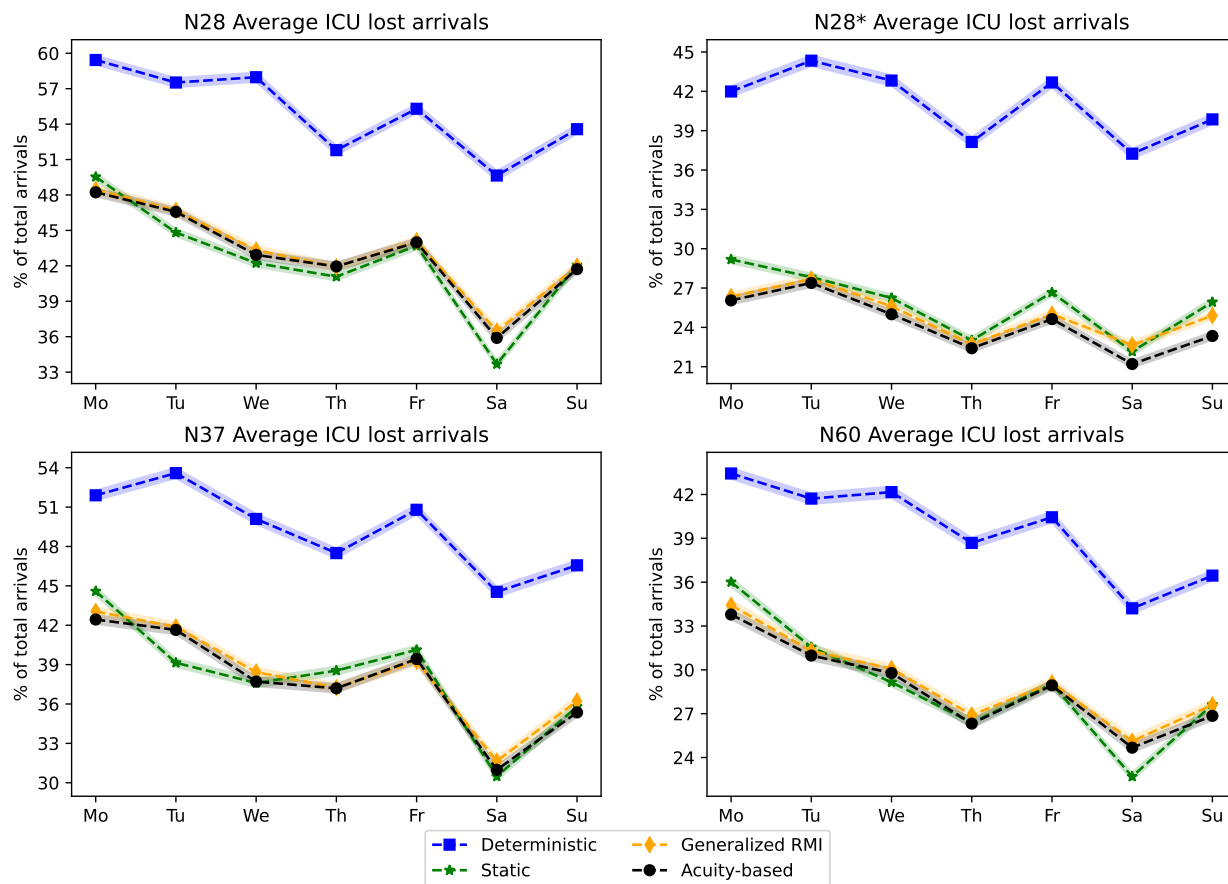 N28 Average ICU lost arrivals
% of total arrivals
60
57
54
51
48
45
42
39
36
33
Mo Tu We Th Fr Sa Su
N28* Average ICU lost arrivals
% of total arrivals
45
42
39
36
33
30
27
24
21
Mo Tu We Th Fr Sa Su
N37 Average ICU lost arrivals
% of total arrivals
54
51
48
45
42
39
36
33
30
Mo Tu We Th Fr Sa Su
N60 Average ICU lost arrivals
% of total arrivals
42
39
36
33
30
27
24
Mo Tu We Th Fr Sa Su
Deterministic
Static
Generalized RMI
Acuity-based